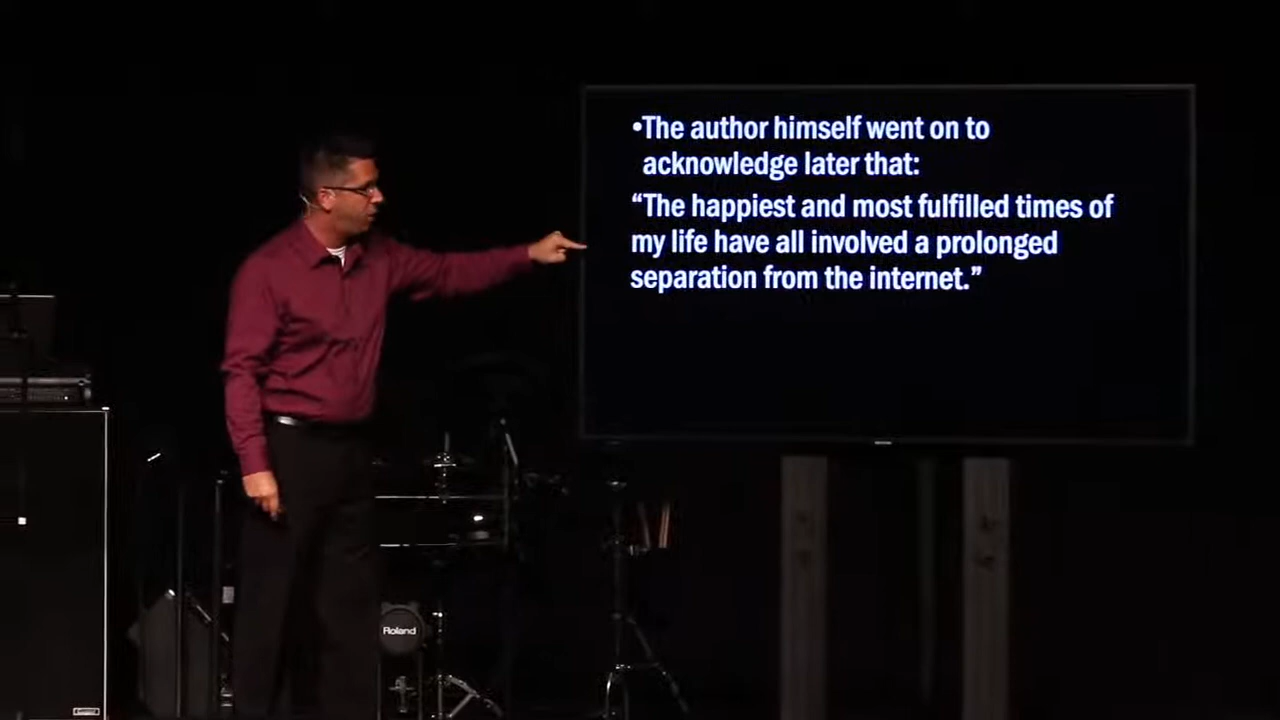 •The author himself went on to
acknowledge later that:
“The happiest and most fulfilled times of
my life have all involved a prolonged
separation from the internet.”
Roland